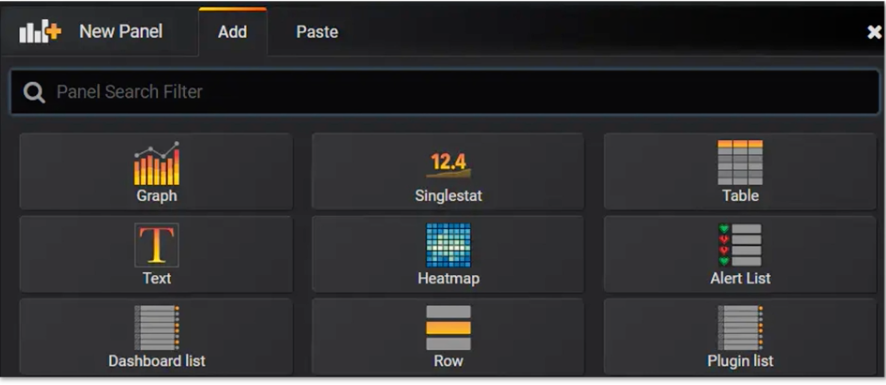 New Panel Add Paste
Panel Search Filter
12.4
Graph Singlestat Table
T
Text Heatmap Alert List
Dashboard list Row Plugin list